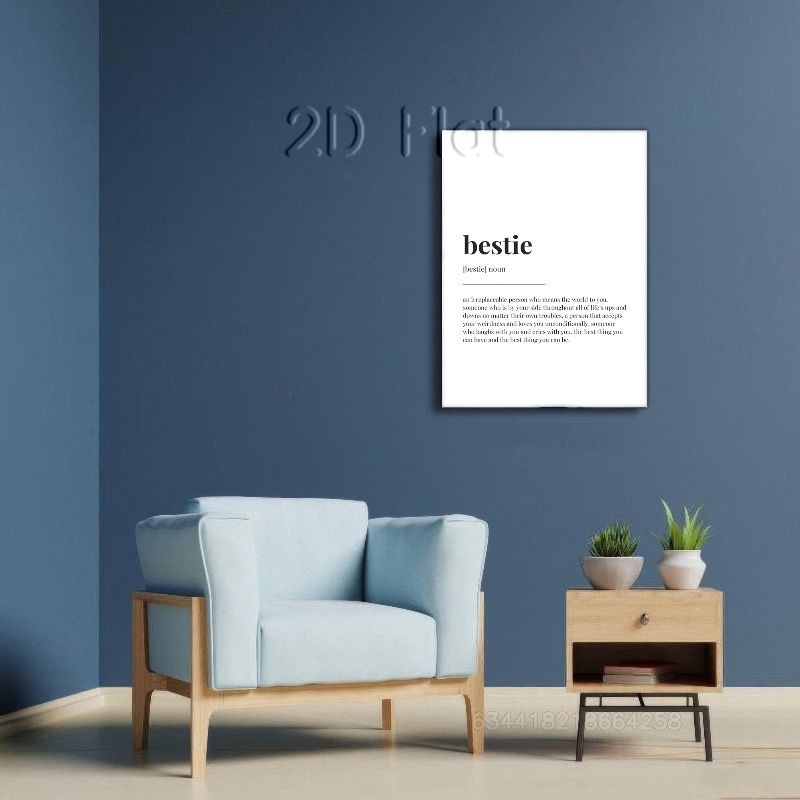 2D Flat
bestie
[bestie] noun
an irreplaceable person who means the world to you,
someone who is by your side throughout all of life's ups and
downs no matter their own troubles. a person that accepts
your weirdness and loves you unconditionally. someone
who laughs with you and cries with you. the best thing you
can have and the best thing you can be.
634418218664258